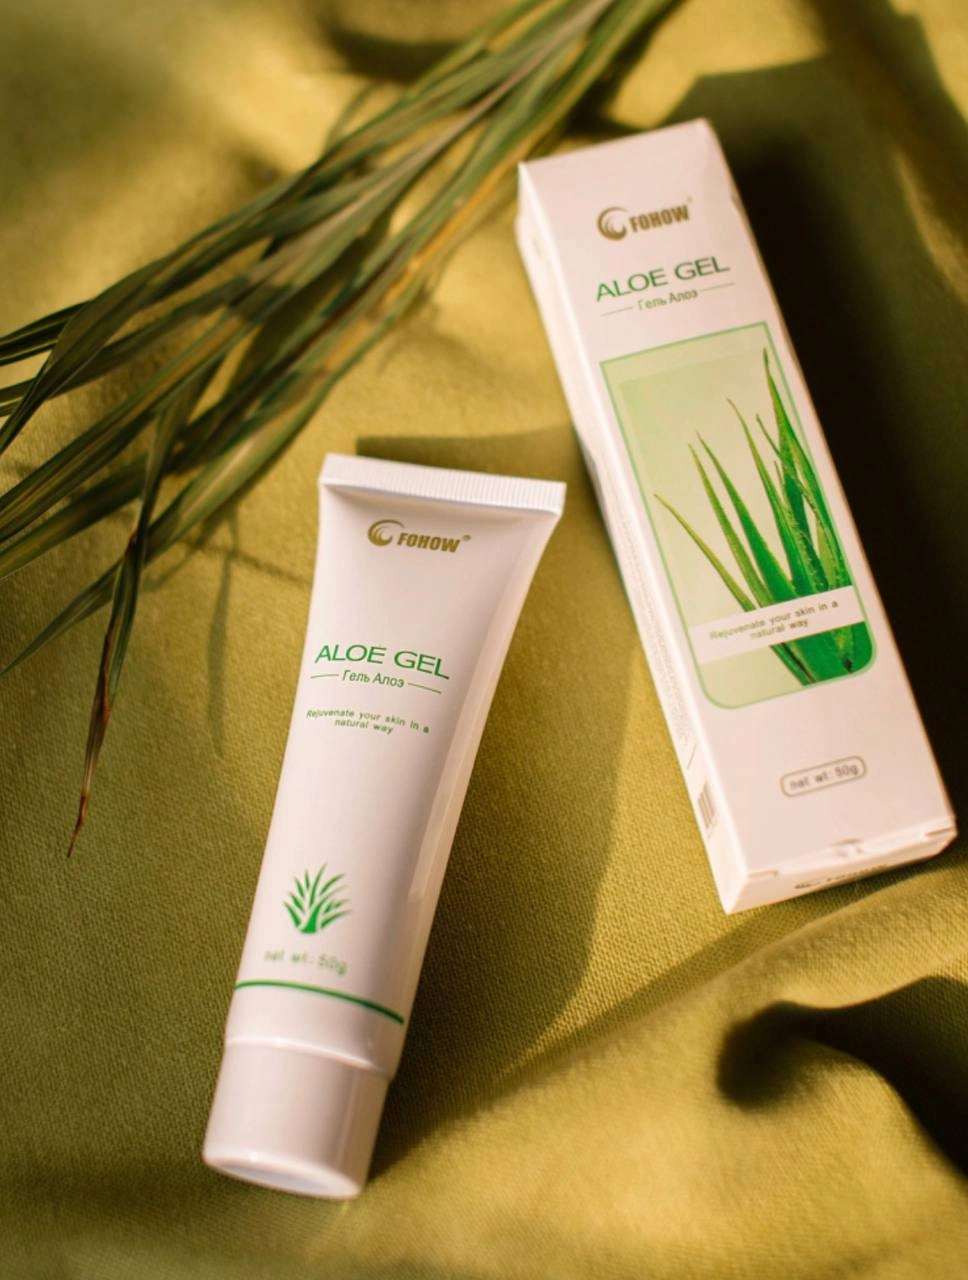 FOHOW®
ALOE GEL
Гель Алоэ
Rejuvenate your skin in a
natural way
net wt: 50g
FOHOW
FOHOW®
ALOE GEL
Гель Алоэ
Rejuvenate your skin in a
natural way
net wt: 50g